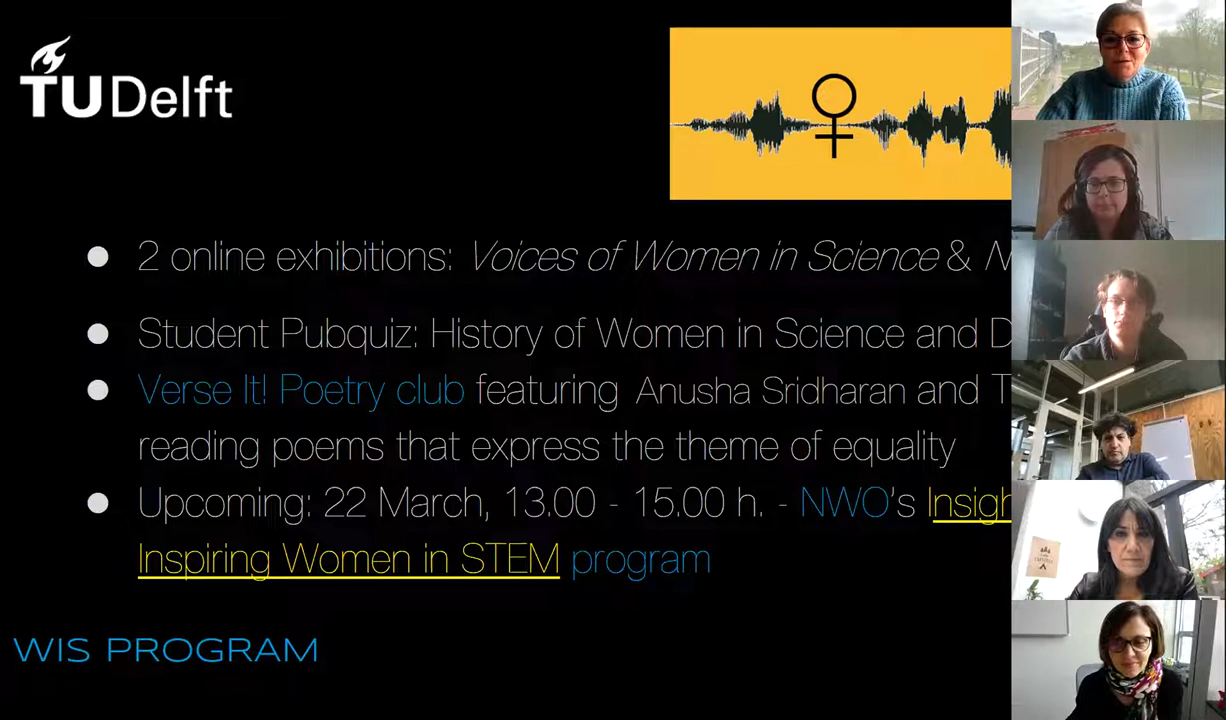 TUDelft
2 online exhibitions: Voices of Women in Science & N
Student Pubquiz: History of Women in Science and D
Verse It! Poetry club featuring Anusha Sridharan and T
reading poems that express the theme of equality
Upcoming: 22 March, 13.00 - 15.00 h. - NWO's Insigh
Inspiring Women in STEM program
WIS PROGRAM